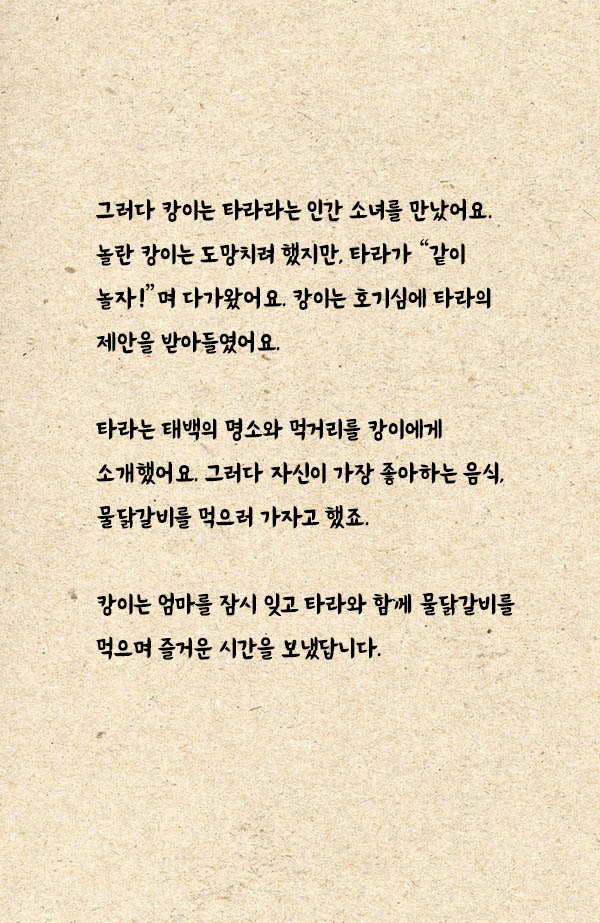 그러다 캉이는 타라라는 인간 소녀를 만났어요.
놀란 캉이는 도망치려 했지만, 타라가 “같이
놀자!”며 다가왔어요. 캉이는 호기심에 타라의
제안을 받아들였어요.
타라는 태백의 명소와 먹거리를 캉이에게
소개했어요. 그러다 자신이 가장 좋아하는 음식,
물닭갈비를 먹으러 가자고 했죠.
캉이는 엄마를 잠시 잊고 타라와 함께 물닭갈비를
먹으며 즐거운 시간을 보냈답니다.